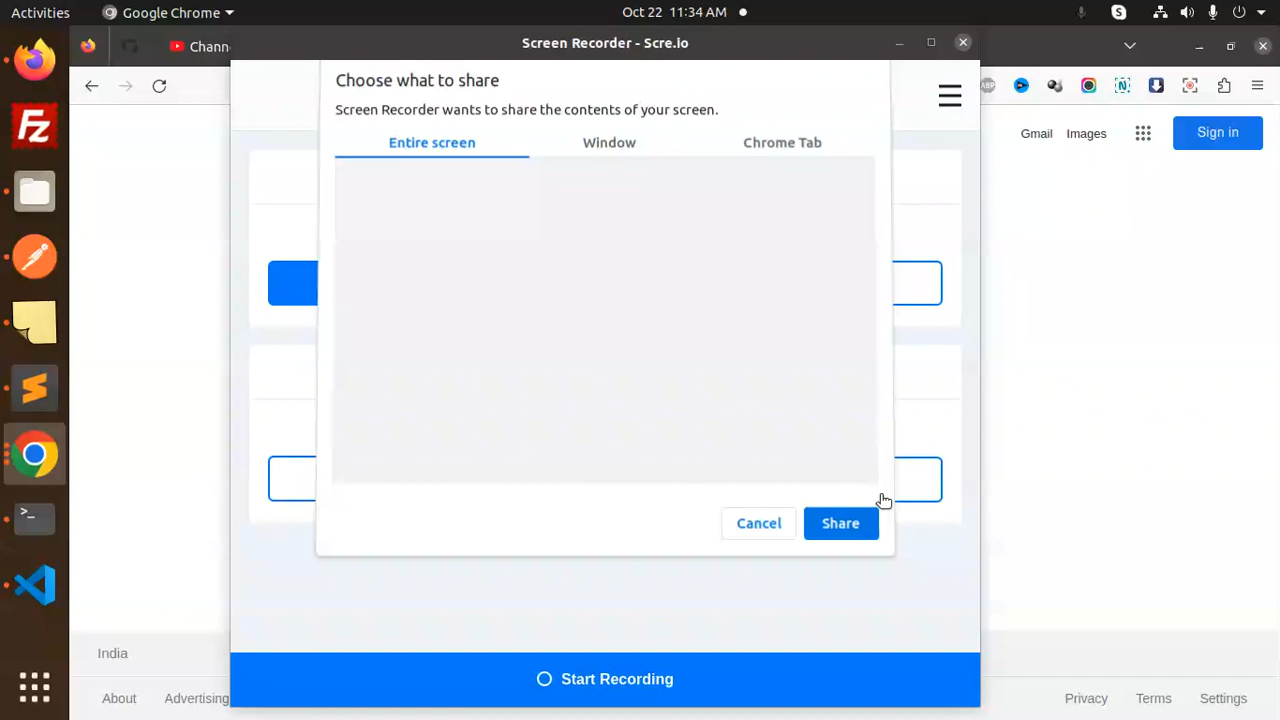 Activities
Google Chrome
Oct 22 11:34 AM
S
Fz
Chann
Screen Recorder - Scre.io
ABP
N
Choose what to share
Screen Recorder wants to share the contents of your screen.
Entire screen
Window
Chrome Tab
Gmail
Images
Sign in
Cancel
Share
>_
Start Recording
India
About
Advertising
Privacy
Terms
Settings